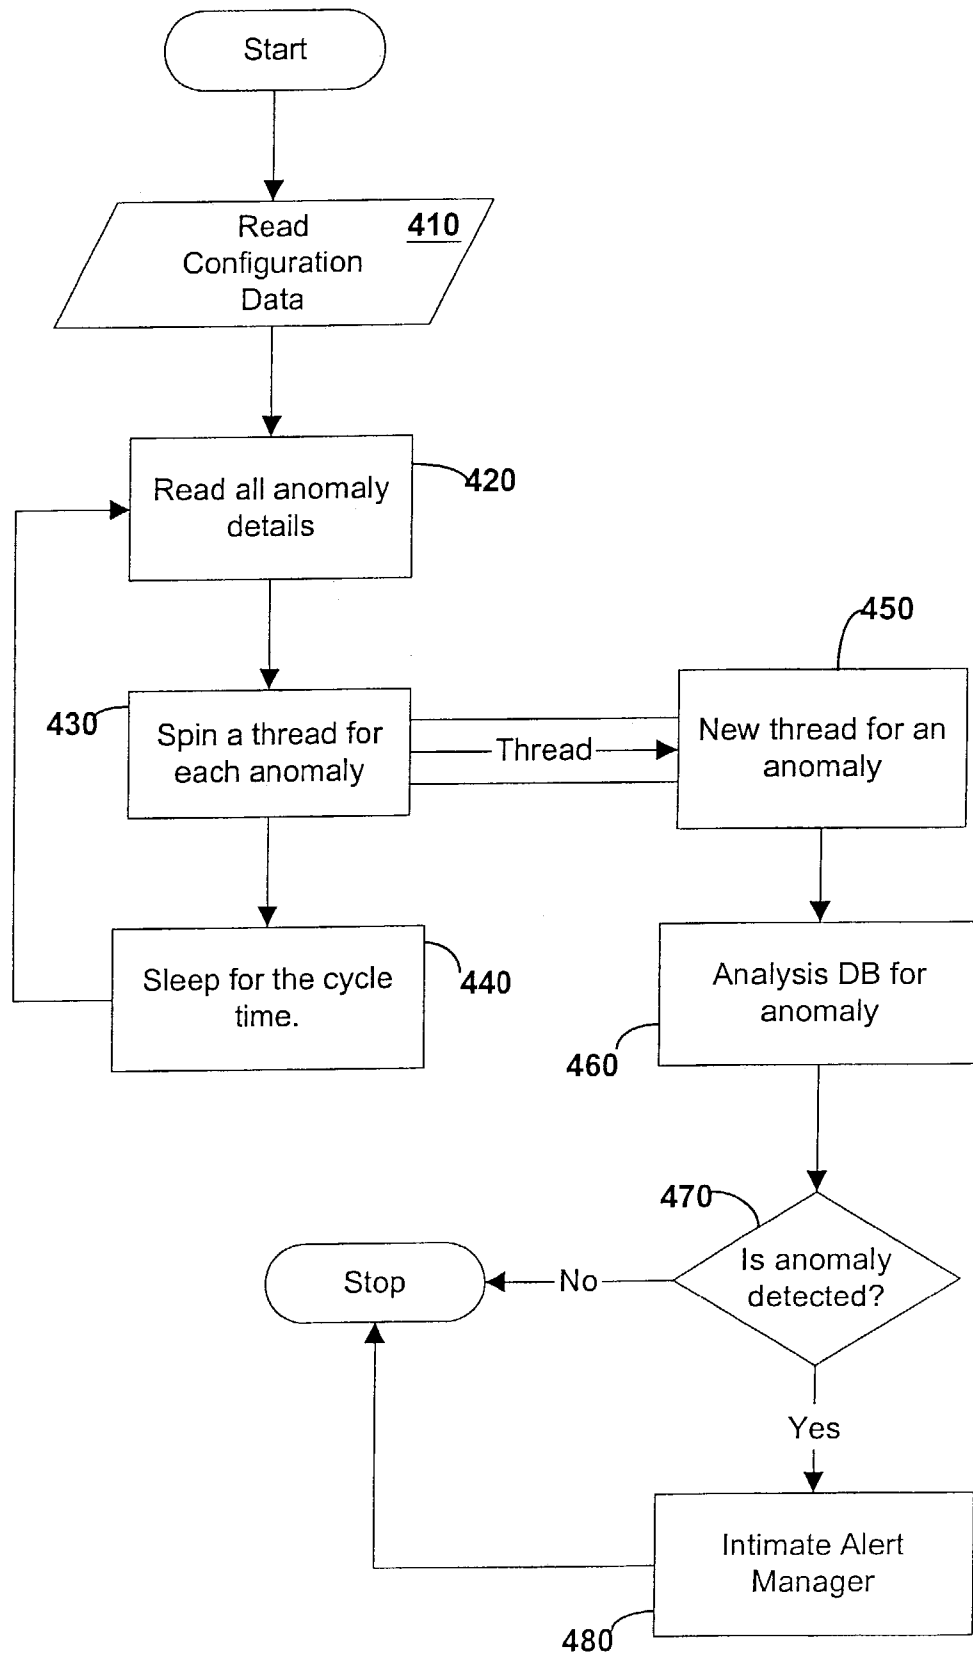 Start
Read
Configuration
Data
410
Read all anomaly
details
420
430
Spin a thread for
each anomaly
Thread
450
New thread for an
anomaly
Sleep for the cycle
time.
440
Analysis DB for
anomaly
460
470
Is anomaly
detected?
No
Stop
Yes
Intimate Alert
Manager
480